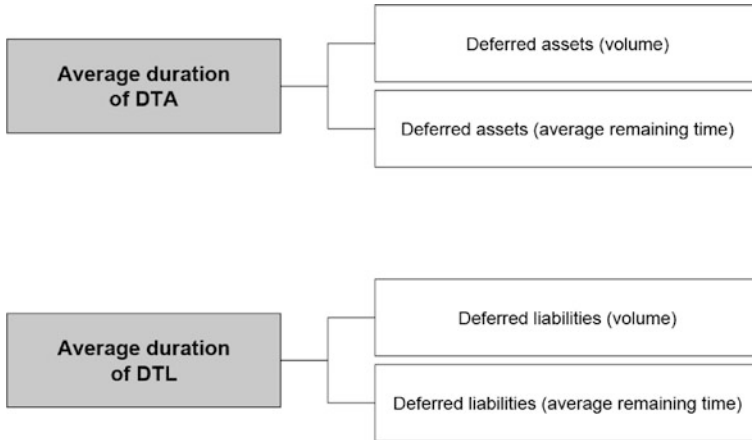 Deferred assets (volume)
Average duration
of DTA
Deferred assets (average remaining time)
Deferred liabilities (volume)
Average duration
of DTL
Deferred liabilities (average remaining time)